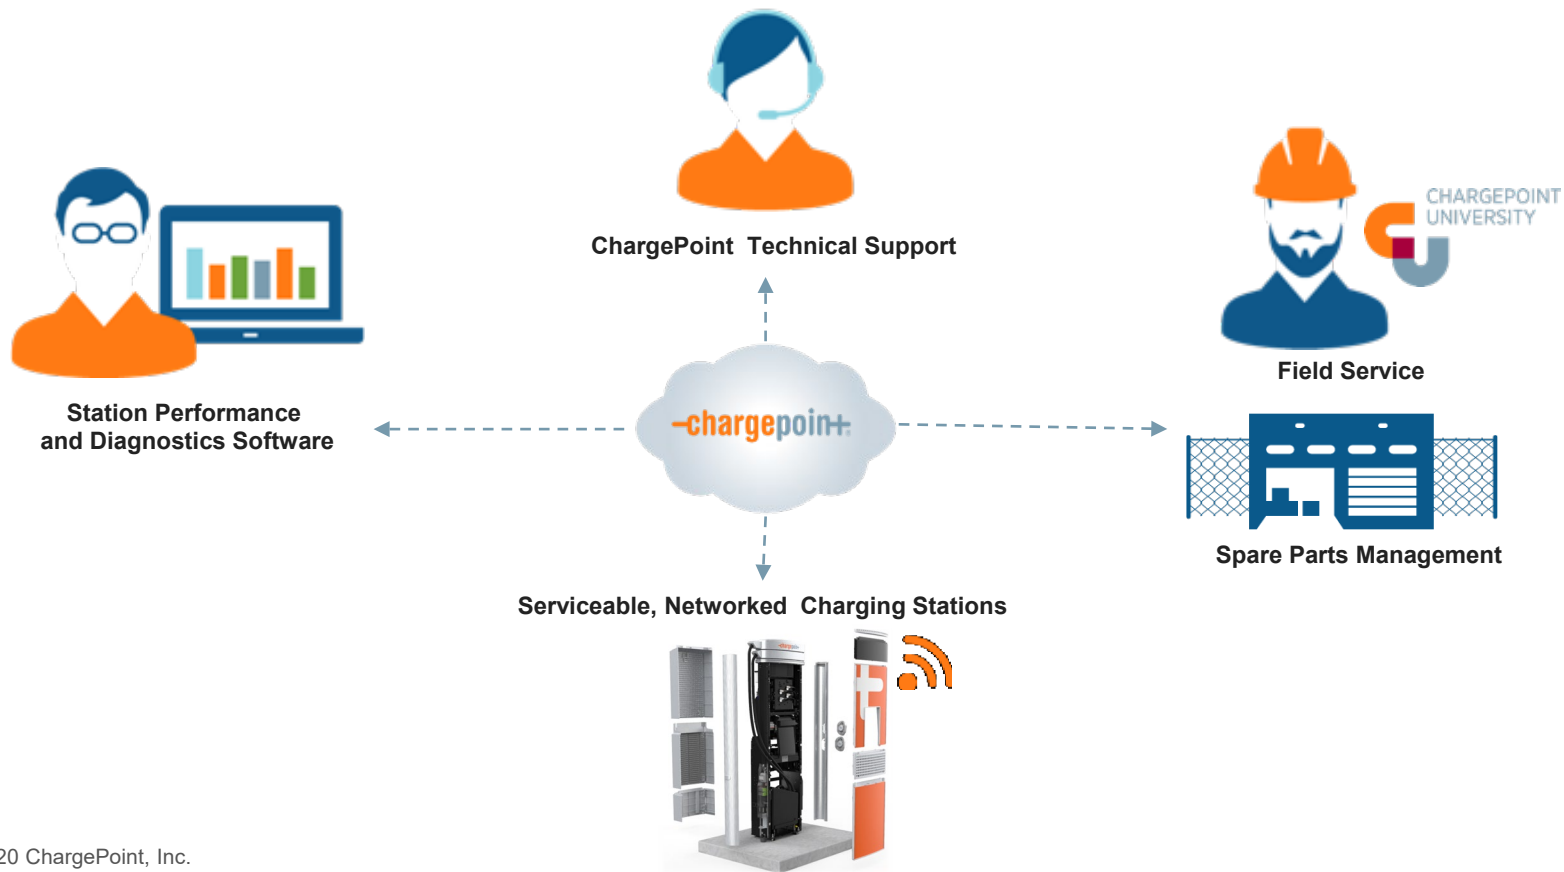 ChargePoint Technical Support
CHARGEPOINT
UNIVERSITY
Field Service
Station Performance
and Diagnostics Software
chargepoint
Spare Parts Management
Serviceable, Networked Charging Stations
20 ChargePoint, Inc.